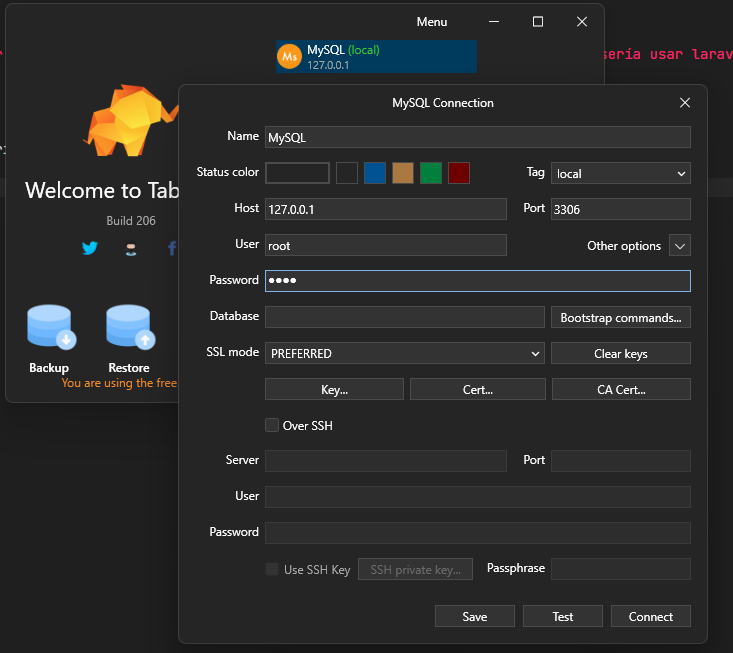 Menu
Ms
MySQL (local)
127.0.0.1
sería usar larav
Welcome to Tab
Build 206
Backup
Restore
You are using the free
MySQL Connection
Name MySQL
Status color Tag local
Host 127.0.0.1 Port 3306
User root Other options
Password ••••
Database Bootstrap commands...
SSL mode PREFERRED Clear keys
Key... Cert... CA Cert...
Over SSH
Server Port
User
Password
Use SSH Key SSH private key... Passphrase
Save Test Connect